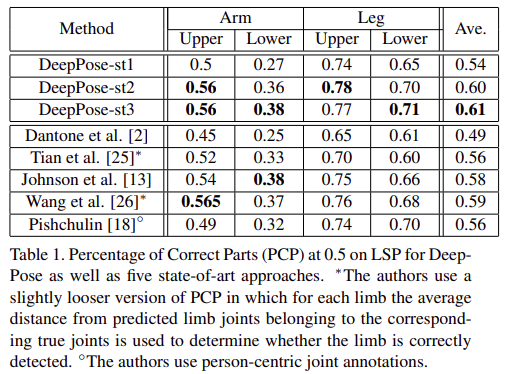 Method Arm Leg Ave.
Upper Lower Upper Lower
DeepPose-st1 0.5 0.27 0.74 0.65 0.54
DeepPose-st2 0.56 0.36 0.78 0.70 0.60
DeepPose-st3 0.56 0.38 0.77 0.71 0.61
Dantone et al. [2] 0.45 0.25 0.65 0.61 0.49
Tian et al. [25]* 0.52 0.33 0.70 0.60 0.56
Johnson et al. [13] 0.54 0.38 0.75 0.66 0.58
Wang et al. [26]* 0.565 0.37 0.76 0.68 0.59
Pishchulin [18]◦ 0.49 0.32 0.74 0.70 0.56
Table 1. Percentage of Correct Parts (PCP) at 0.5 on LSP for Deep-
Pose as well as five state-of-art approaches. *The authors use a
slightly looser version of PCP in which for each limb the average
distance from predicted limb joints belonging to the correspond-
ing true joints is used to determine whether the limb is correctly
detected. ◦The authors use person-centric joint annotations.